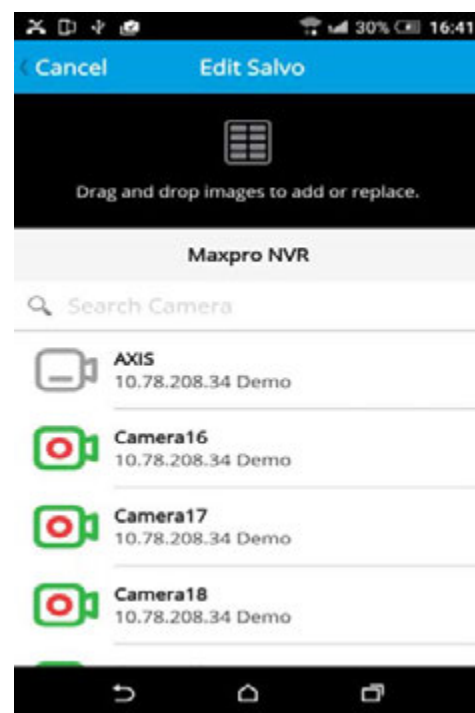 30% 16:41
Cancel Edit Salvo
Drag and drop images to add or replace.
Maxpro NVR
Search Camera
AXIS
10.78.208.34 Demo
Camera16
10.78.208.34 Demo
Camera17
10.78.208.34 Demo
Camera18
10.78.208.34 Demo